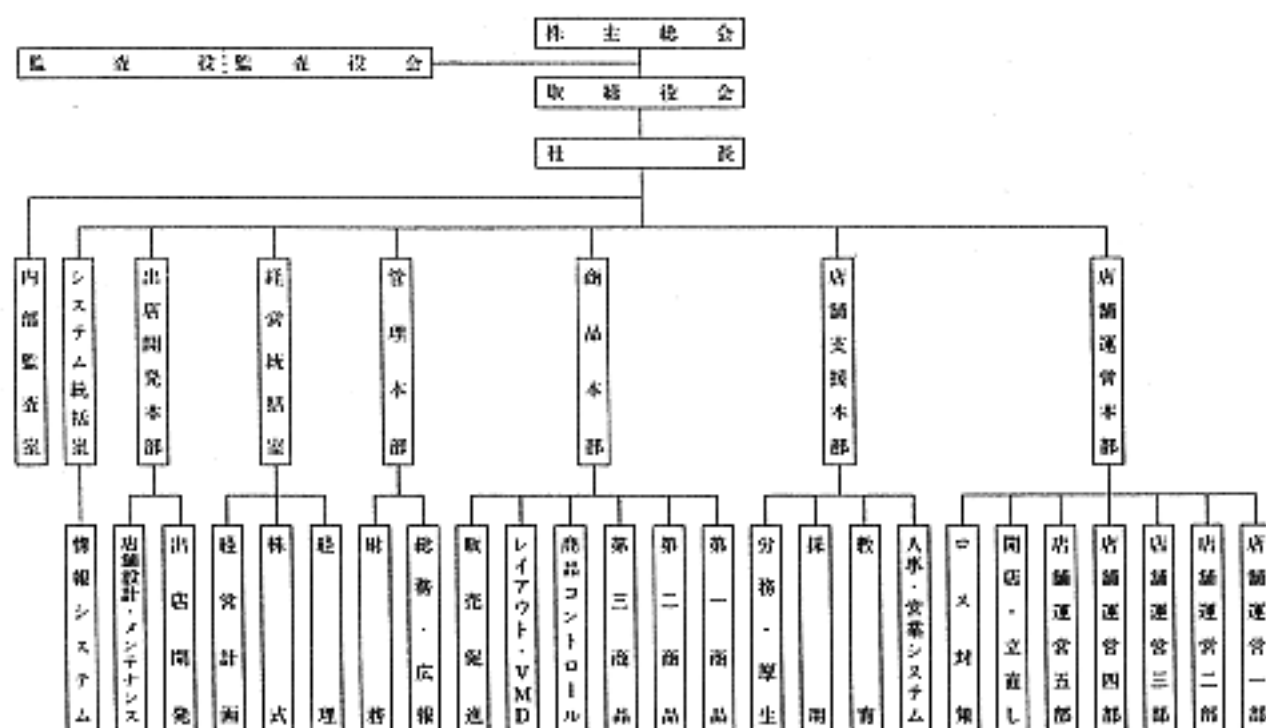 株主総会
監査役 監査役会
取締役会
社長
内部監査室
システム統括室
出店開発本部
経営統括室
管理本部
商品本部
店舗支援本部
店舗運営本部
情報システム
店舗設計・メンテナンス
出店開発
経営計画
株式
経理
財務
総務・広報
販売促進
レイアウト・VMD
商品コントロール
第三商品
第二商品
第一商品
労務・厚生
採用
教育
人事・営業システム
ロス対策
開店・立直し
店舗運営五部
店舗運営四部
店舗運営三部
店舗運営二部
店舗運営一部